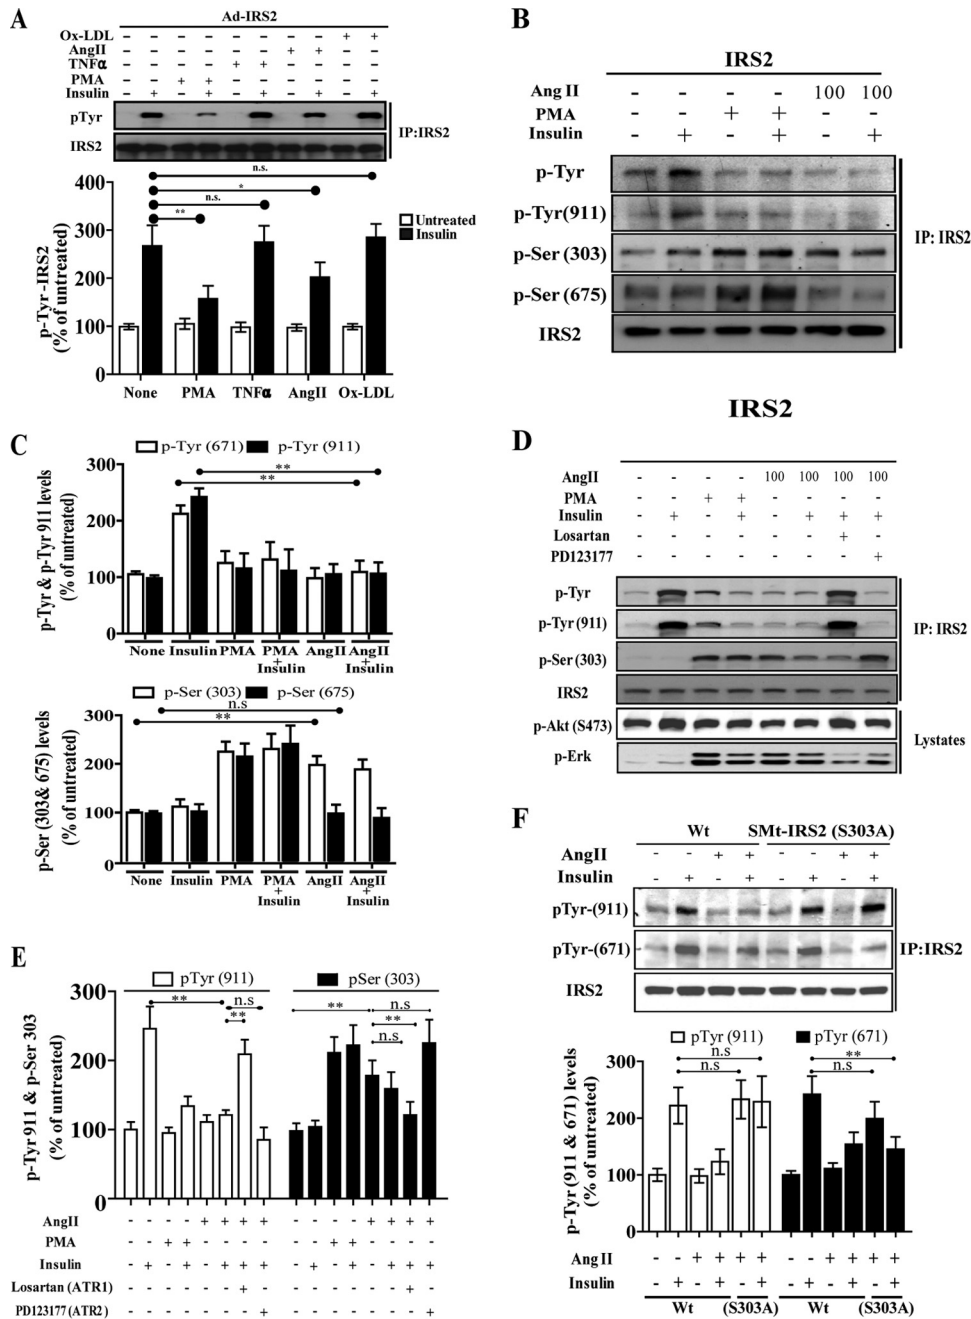 A
Ad-IRS2
Ox-LDL - - - - - - - - + +
AngII - - - - - - + + - -
TNFα - - - - + + - - - -
PMA - - + + - - - - - -
Insulin - + - + - + - + - +
pTyr
IRS2
IP:IRS2
n.s.
*
n.s.
**
400
300
200
100
0
p-Tyr-IRS2
(% of untreated)
Untreated
Insulin
None PMA TNFα AngII Ox-LDL
B
IRS2
Ang II - - - - 100 100
PMA - - + + - -
Insulin - + - + - +
p-Tyr
p-Tyr(911)
p-Ser (303)
p-Ser (675)
IRS2
IP: IRS2
C
p-Tyr (671) p-Tyr (911)
**
**
300
200
100
0
p-Tyr & p-Tyr 911 levels
(% of untreated)
None Insulin PMA PMA + Insulin AngII AngII + Insulin
p-Ser (303) p-Ser (675)
n.s
**
300
200
100
0
p-Ser (303& 675) levels
(% of untreated)
None Insulin PMA PMA + Insulin AngII AngII + Insulin
IRS2
D
AngII - - - - 100 100 100 100
PMA - - + + - - - -
Insulin - + - + - + + +
Losartan - - - - - - + -
PD123177 - - - - - - - +
p-Tyr
p-Tyr (911)
p-Ser (303)
IRS2
IP: IRS2
p-Akt (S473)
p-Erk
Lystates
E
pTyr (911) pSer (303)
** n.s
**
** n.s
**
n.s
300
200
100
0
p-Tyr 911 & p-Ser 303
(% of untreated)
AngII - - - - + + + + - - - - + + + +
PMA - - + + - - - - - - + + - - - -
Insulin - + - + - + + + - + - + - + + +
Losartan (ATR1) - - - - - - + - - - - - - - + -
PD123177 (ATR2) - - - - - - - + - - - - - - - +
F
Wt SMt-IRS2 (S303A)
AngII - - + + - - + +
Insulin - + - + - + - +
pTyr-(911)
pTyr-(671)
IRS2
IP:IRS2
pTyr (911) pTyr (671)
n.s
n.s
**
n.s
300
200
100
0
p-Tyr (911 & 671) levels
(% of untreated)
Ang II - - + + + + - - + + + +
Insulin - + - + - + - + - + - +
Wt (S303A) Wt (S303A)